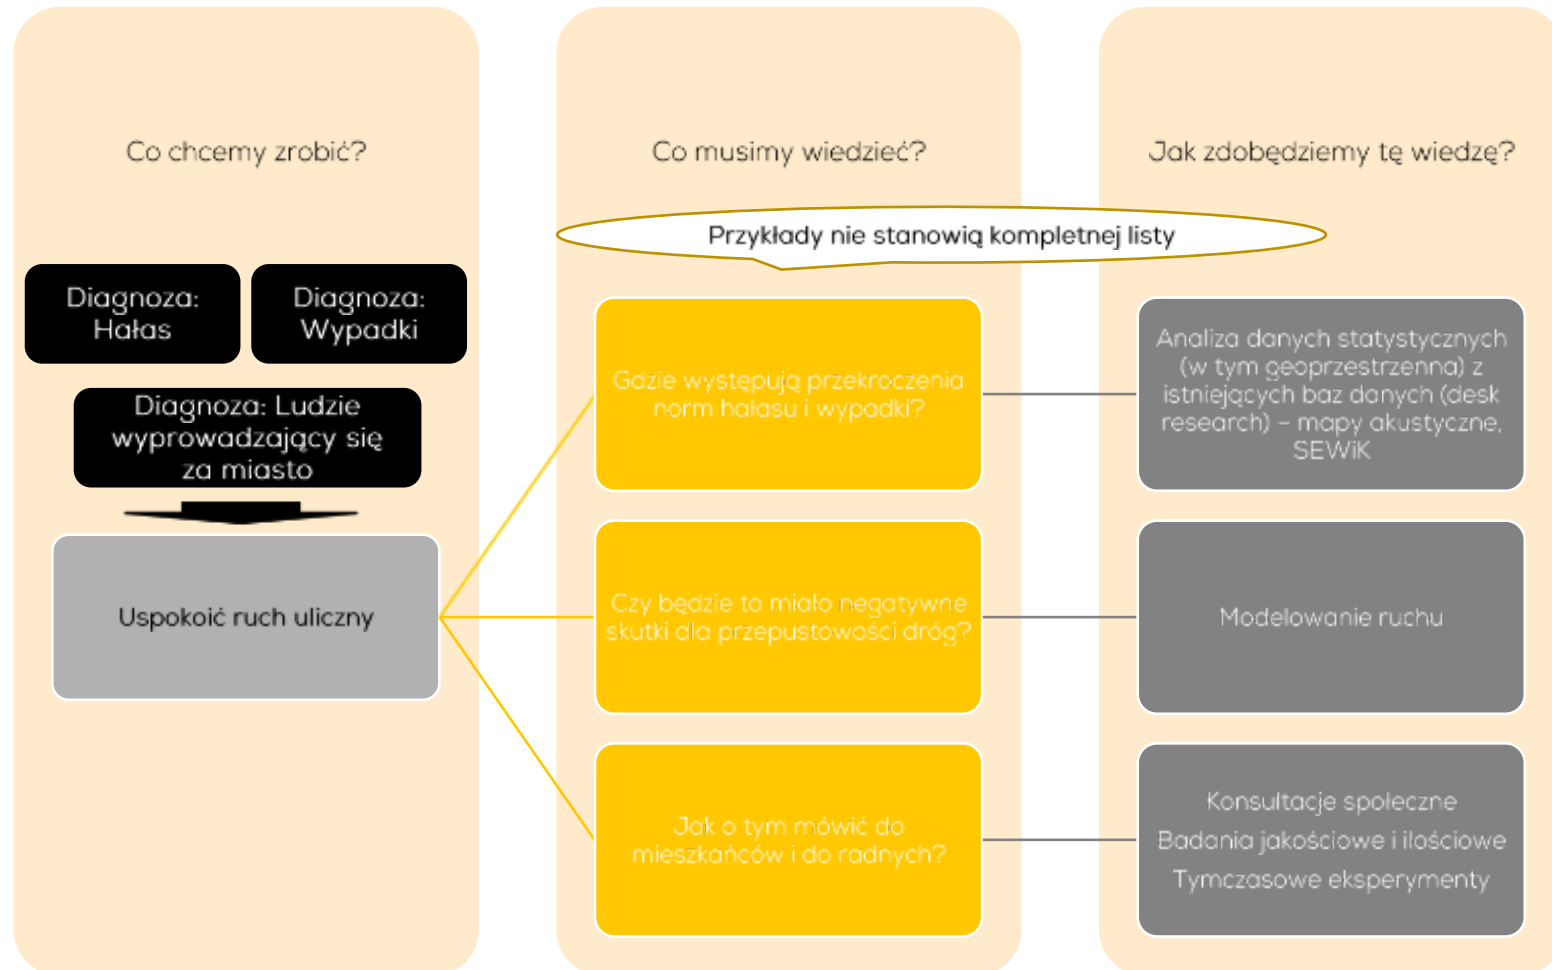 Co chcemy zrobić?
Diagnoza:
Hałas
Diagnoza:
Wypadki
Diagnoza: Ludzie
wyprowadzający się
za miasto
Uspokoić ruch uliczny
Co musimy wiedzieć?
Przykłady nie stanowią kompletnej listy
Gdzie występują przekroczenia
norm hałasu i wypadki?
Czy będzie to miało negatywne
skutki dla przepustowości dróg?
Jak o tym mówić do
mieszkańców i do radnych?
Jak zdobędziemy tę wiedzę?
Analiza danych statystycznych
(w tym geoprzestrzenna) z
istniejących baz danych (desk
research) – mapy akustyczne,
SEWiK
Modelowanie ruchu
Konsultacje społeczne
Badania jakościowe i ilościowe
Tymczasowe eksperymenty